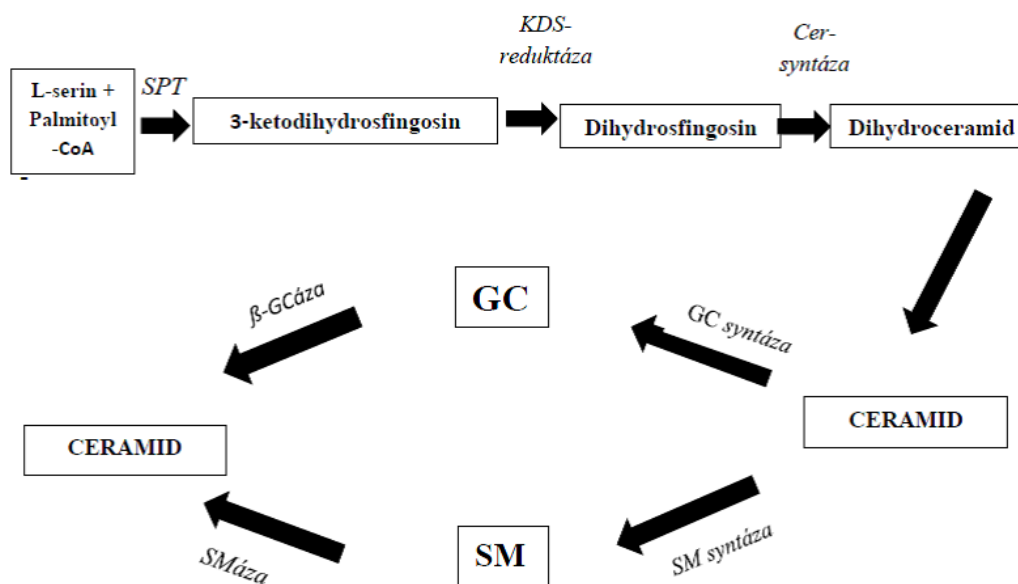 KDS-
reduktáza
Cer-
syntáza
L-serin +
Palmitoyl
-CoA
SPT
3-ketodihydrosfingosin
Dihydrosfingosin
Dihydroceramid
ß-GCáza
GC
GC syntáza
CERAMID
CERAMID
SMáza
SM
SM syntáza